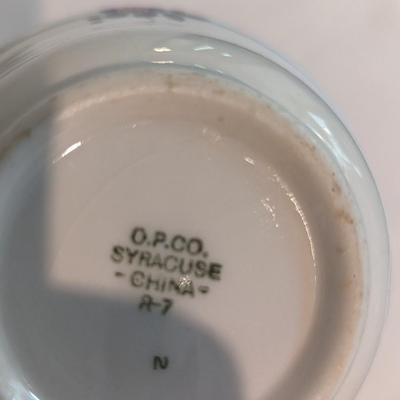 O.P.CO.
SYRACUSE
- CHINA -
R-7
N